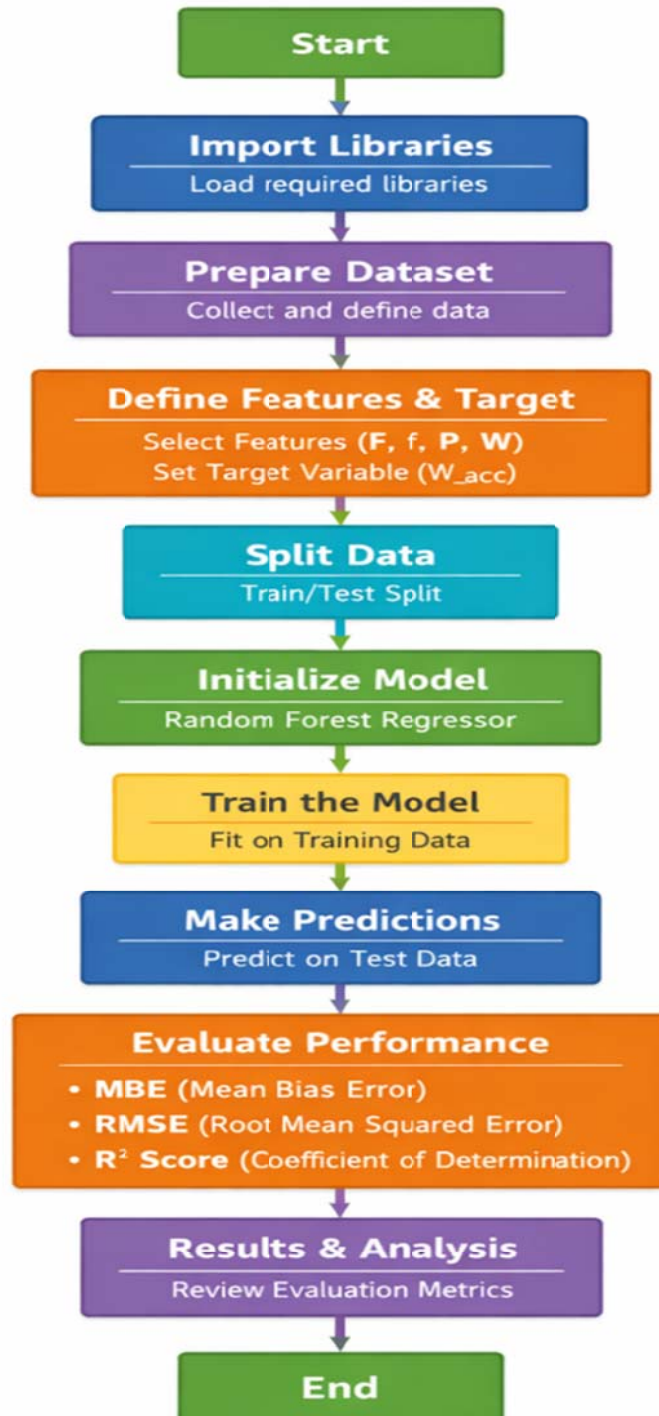 Start
Import Libraries
Load required libraries
Prepare Dataset
Collect and define data
Define Features & Target
Select Features (F, f, P, W)
Set Target Variable (W_acc)
Split Data
Train/Test Split
Initialize Model
Random Forest Regressor
Train the Model
Fit on Training Data
Make Predictions
Predict on Test Data
Evaluate Performance
• MBE (Mean Bias Error)
• RMSE (Root Mean Squared Error)
• R² Score (Coefficient of Determination)
Results & Analysis
Review Evaluation Metrics
End